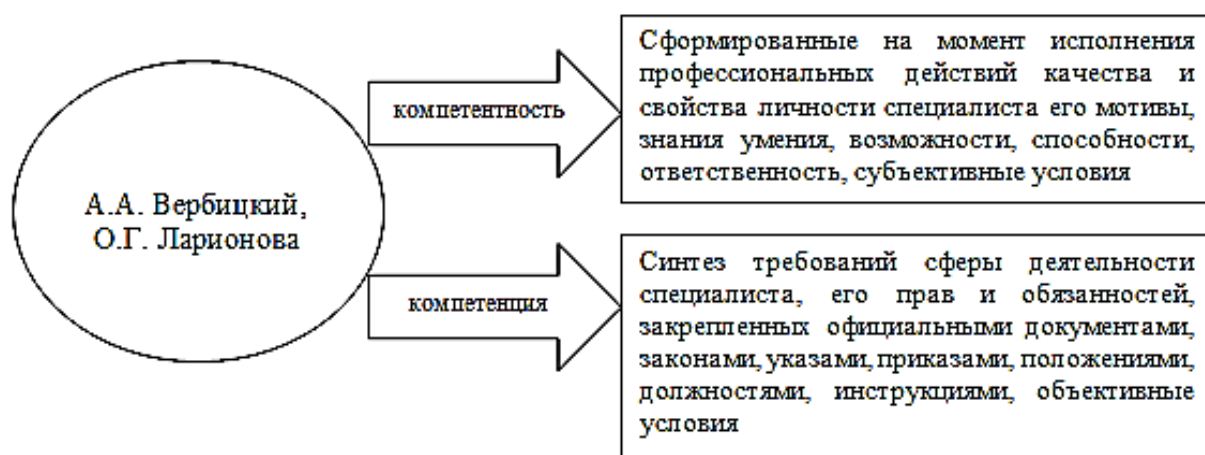 А.А. Вербицкий,
О.Г. Ларионова
компетентность
Сформированные на момент исполнения
профессиональных действий качества и
свойства личности специалиста его мотивы,
знания умения, возможности, способности,
ответственность, субъективные условия
компетенция
Синтез требований сферы деятельности
специалиста, его прав и обязанностей,
закрепленных официальными документами,
законами, указами, приказами, положениями,
должностями, инструкциями, объективные
условия